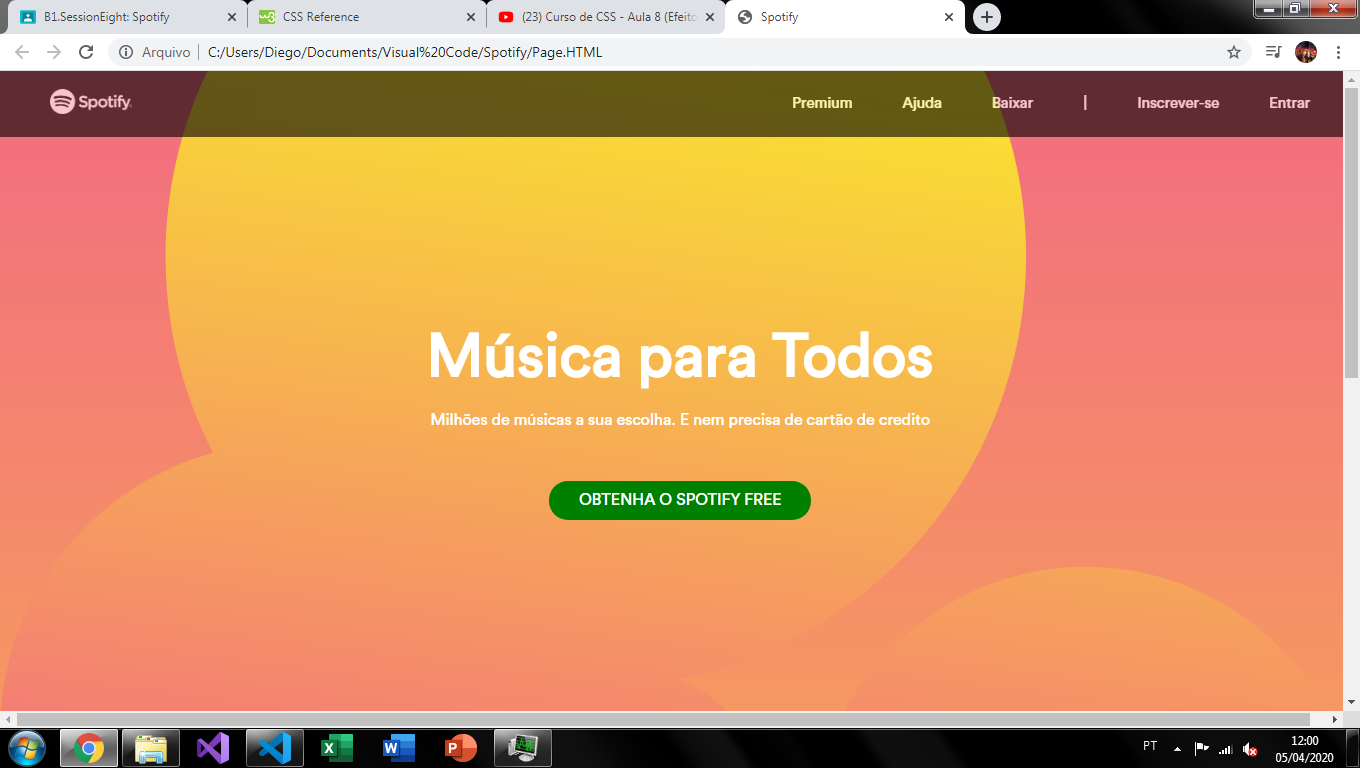 B1.SessionEight: Spotify
CSS Reference
(23) Curso de CSS - Aula 8 (Efeito
Spotify
Arquivo
C:/Users/Diego/Documents/Visual%20Code/Spotify/Page.HTML
Spotify
Premium
Ajuda
Baixar
|
Inscrever-se
Entrar
Música para Todos
Milhões de músicas a sua escolha. E nem precisa de cartão de credito
OBTENHA O SPOTIFY FREE
PT
12:00
05/04/2020